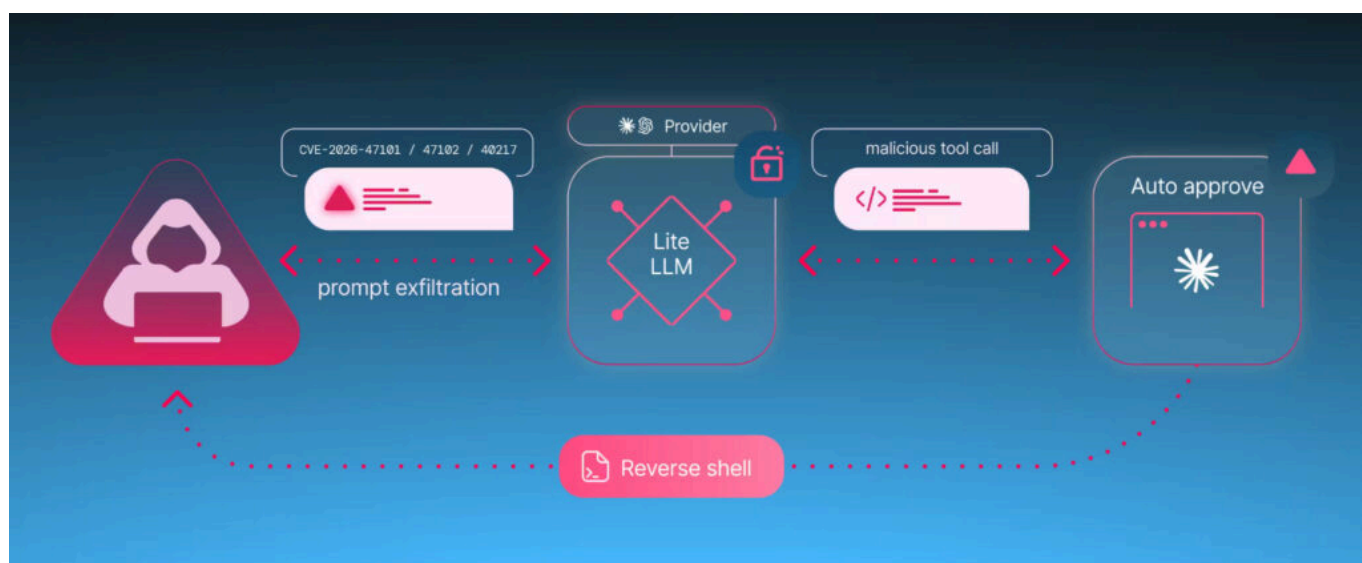 CVE-2026-47101 / 47102 / 40217
prompt exfiltration
Provider
Lite
LLM
malicious tool call
</>
Auto approve
>_
Reverse shell